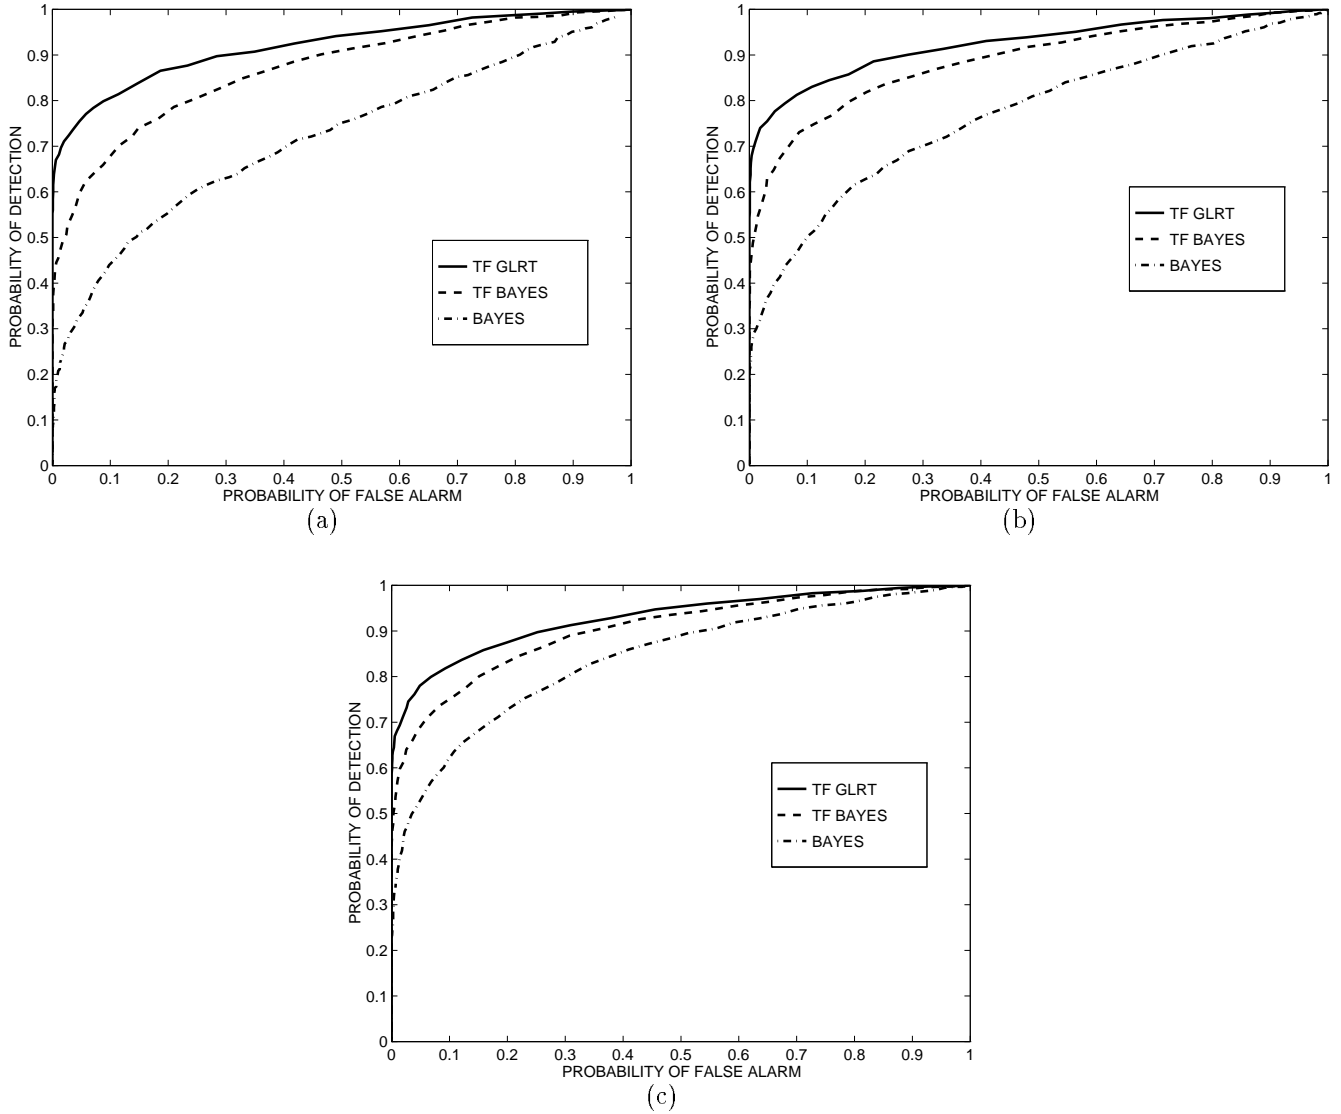 1
0.9
0.8
0.7
0.6
0.5
0.4
0.3
0.2
0.1
0
PROBABILITY OF DETECTION
TF GLRT
TF BAYES
BAYES
0 0.1 0.2 0.3 0.4 0.5 0.6 0.7 0.8 0.9 1
PROBABILITY OF FALSE ALARM
(a)
1
0.9
0.8
0.7
0.6
0.5
0.4
0.3
0.2
0.1
0
PROBABILITY OF DETECTION
TF GLRT
TF BAYES
BAYES
0 0.1 0.2 0.3 0.4 0.5 0.6 0.7 0.8 0.9 1
PROBABILITY OF FALSE ALARM
(b)
1
0.9
0.8
0.7
0.6
0.5
0.4
0.3
0.2
0.1
0
PROBABILITY OF DETECTION
TF GLRT
TF BAYES
BAYES
0 0.1 0.2 0.3 0.4 0.5 0.6 0.7 0.8 0.9 1
PROBABILITY OF FALSE ALARM
(c)